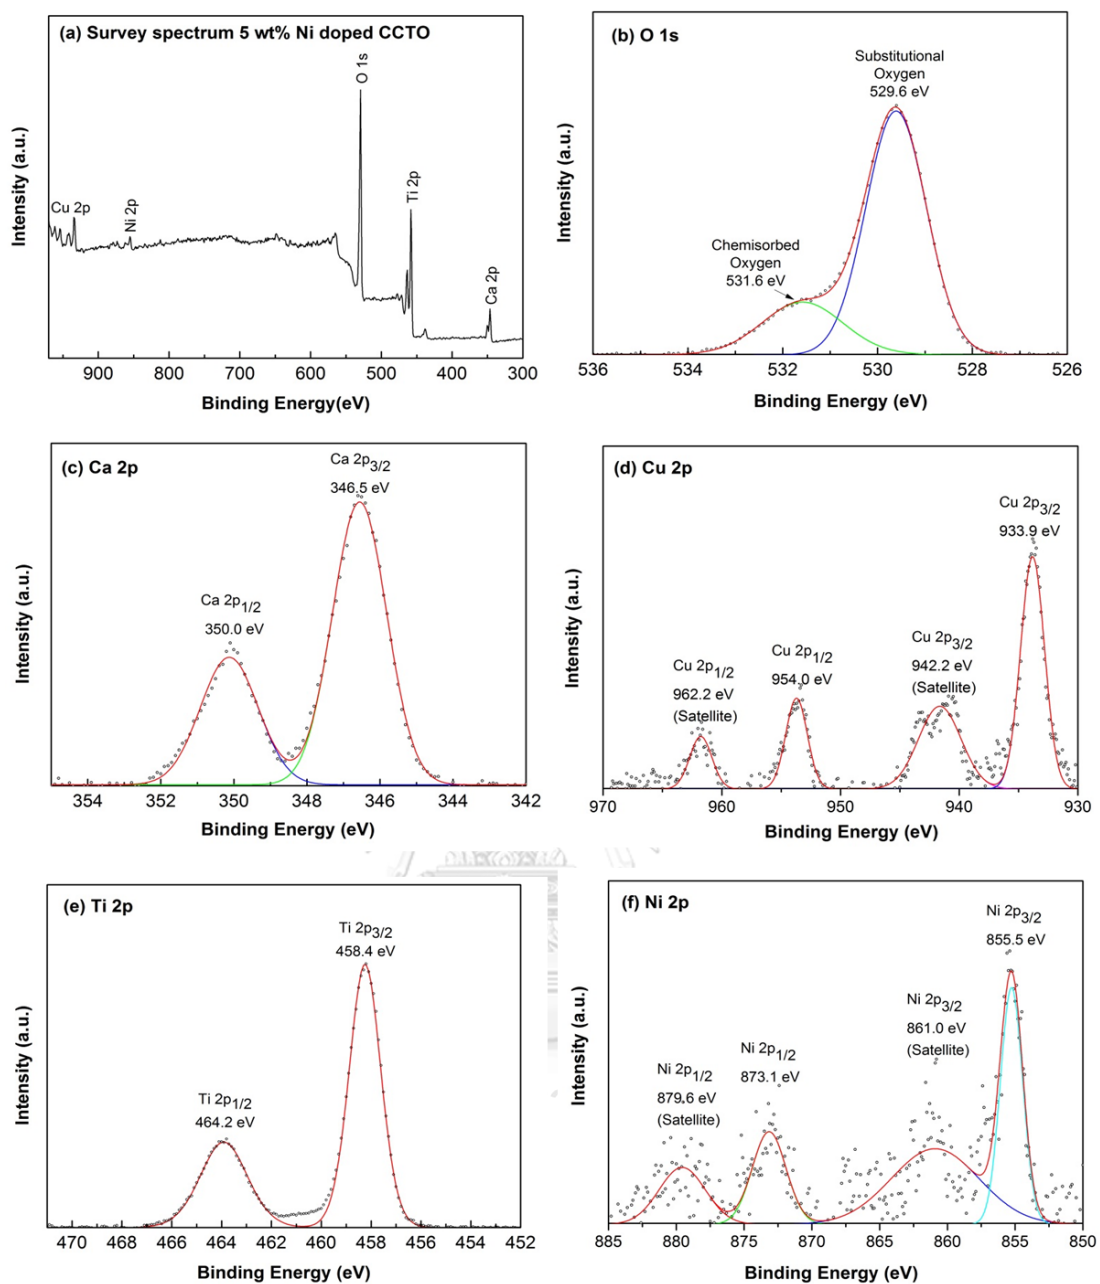 (a) Survey spectrum 5 wt% Ni doped CCTO
Cu 2p
Ni 2p
O 1s
Ti 2p
Ca 2p
Intensity (a.u.)
900 800 700 600 500 400 300
Binding Energy(eV)
(b) O 1s
Substitutional
Oxygen
529.6 eV
Chemisorbed
Oxygen
531.6 eV
Intensity (a.u.)
536 534 532 530 528 526
Binding Energy (eV)
(c) Ca 2p
Ca 2p3/2
346.5 eV
Ca 2p1/2
350.0 eV
Intensity (a.u.)
354 352 350 348 346 344 342
Binding Energy (eV)
(d) Cu 2p
Cu 2p3/2
933.9 eV
Cu 2p3/2
942.2 eV
(Satellite)
Cu 2p1/2
954.0 eV
Cu 2p1/2
962.2 eV
(Satellite)
Intensity (a.u.)
970 960 950 940 930
Binding Energy (eV)
(e) Ti 2p
Ti 2p3/2
458.4 eV
Ti 2p1/2
464.2 eV
Intensity (a.u.)
470 468 466 464 462 460 458 456 454 452
Binding Energy (eV)
(f) Ni 2p
Ni 2p3/2
855.5 eV
Ni 2p3/2
861.0 eV
(Satellite)
Ni 2p1/2
873.1 eV
Ni 2p1/2
879.6 eV
(Satellite)
Intensity (a.u.)
885 880 875 870 865 860 855 850
Binding Energy (eV)